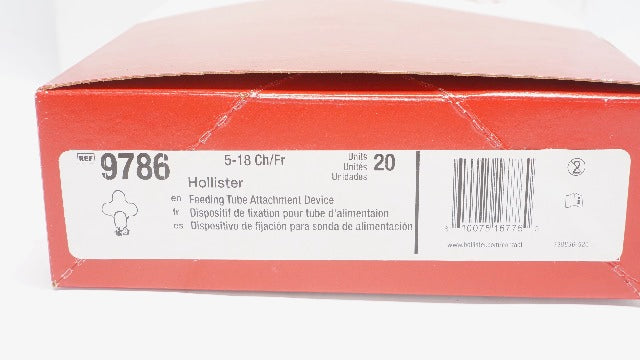 REF 9786
5-18 Ch/Fr
Units
Unités 20
Unidades
Hollister
en Feeding Tube Attachment Device
fr Dispositif de fixation pour tube d'alimentaion
es Dispositivo de fijación para sonda de alimentación
2